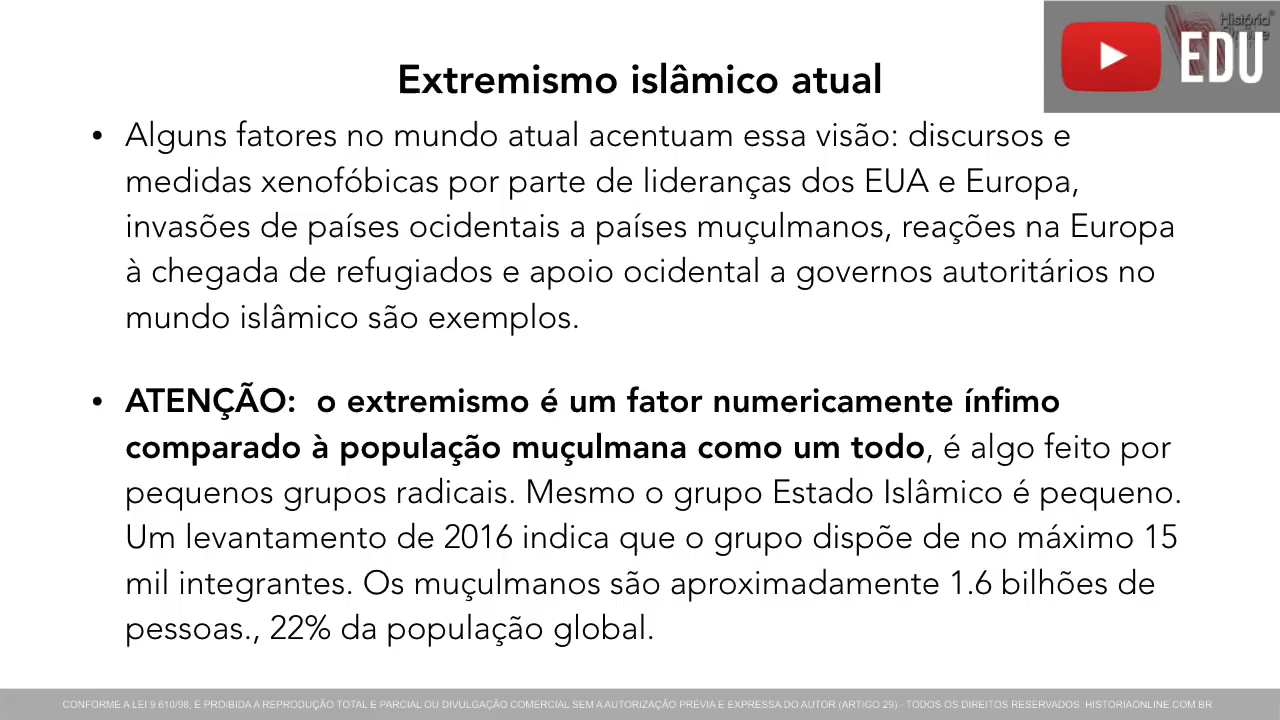 História
Online
EDU
Extremismo islâmico atual
• Alguns fatores no mundo atual acentuam essa visão: discursos e
medidas xenofóbicas por parte de lideranças dos EUA e Europa,
invasões de países ocidentais a países muçulmanos, reações na Europa
à chegada de refugiados e apoio ocidental a governos autoritários no
mundo islâmico são exemplos.
• ATENÇÃO:  o extremismo é um fator numericamente ínfimo
comparado à população muçulmana como um todo, é algo feito por
pequenos grupos radicais. Mesmo o grupo Estado Islâmico é pequeno.
Um levantamento de 2016 indica que o grupo dispõe de no máximo 15
mil integrantes. Os muçulmanos são aproximadamente 1.6 bilhões de
pessoas., 22% da população global.
CONFORME A LEI 9.610/98, É PROIBIDA A REPRODUÇÃO TOTAL E PARCIAL OU DIVULGAÇÃO COMERCIAL SEM A AUTORIZAÇÃO PRÉVIA E EXPRESSA DO AUTOR (ARTIGO 29) - TODOS OS DIREITOS RESERVADOS. HISTORIAONLINE.COM.BR